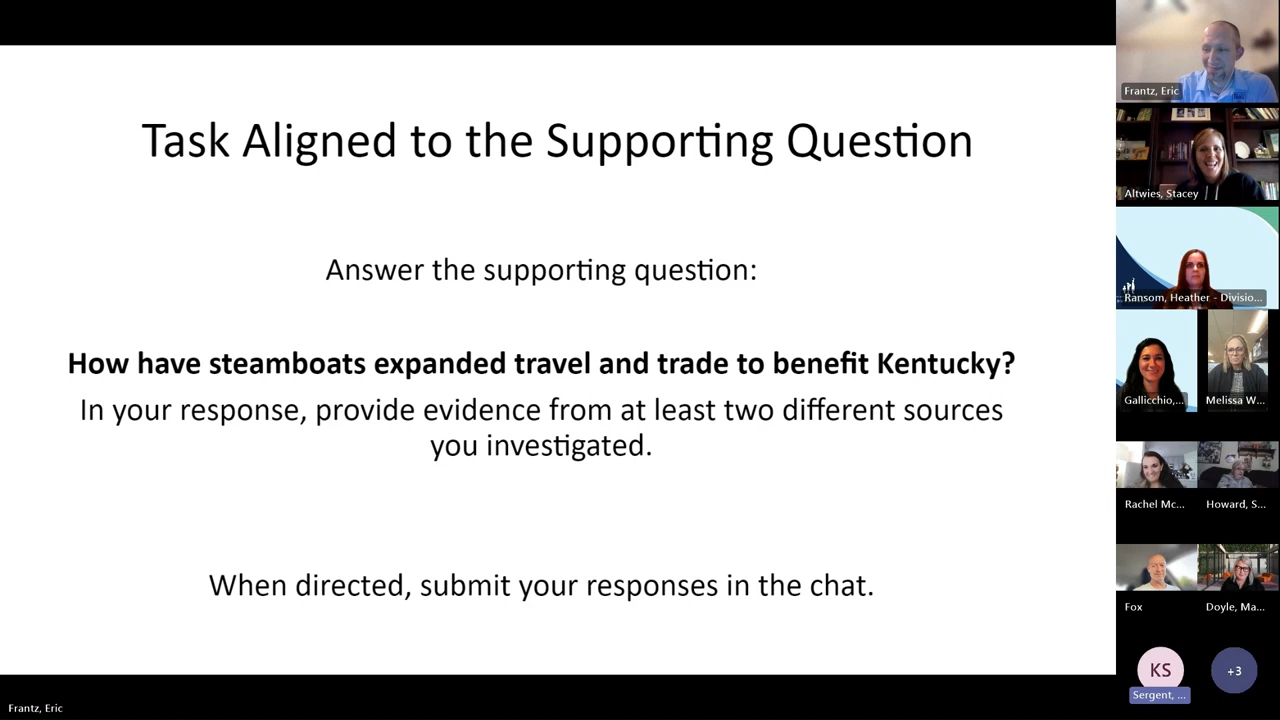 Task Aligned to the Supporting Question
Answer the supporting question:
How have steamboats expanded travel and trade to benefit Kentucky?
In your response, provide evidence from at least two different sources
you investigated.
When directed, submit your responses in the chat.
Frantz, Eric
Frantz, Eric
Altwies, Stacey
Ransom, Heather - Divisio...
Gallicchio,...
Melissa W...
Rachel Mc...
Howard, S...
Fox
Doyle, Ma...
KS
+3
Sergent, ...